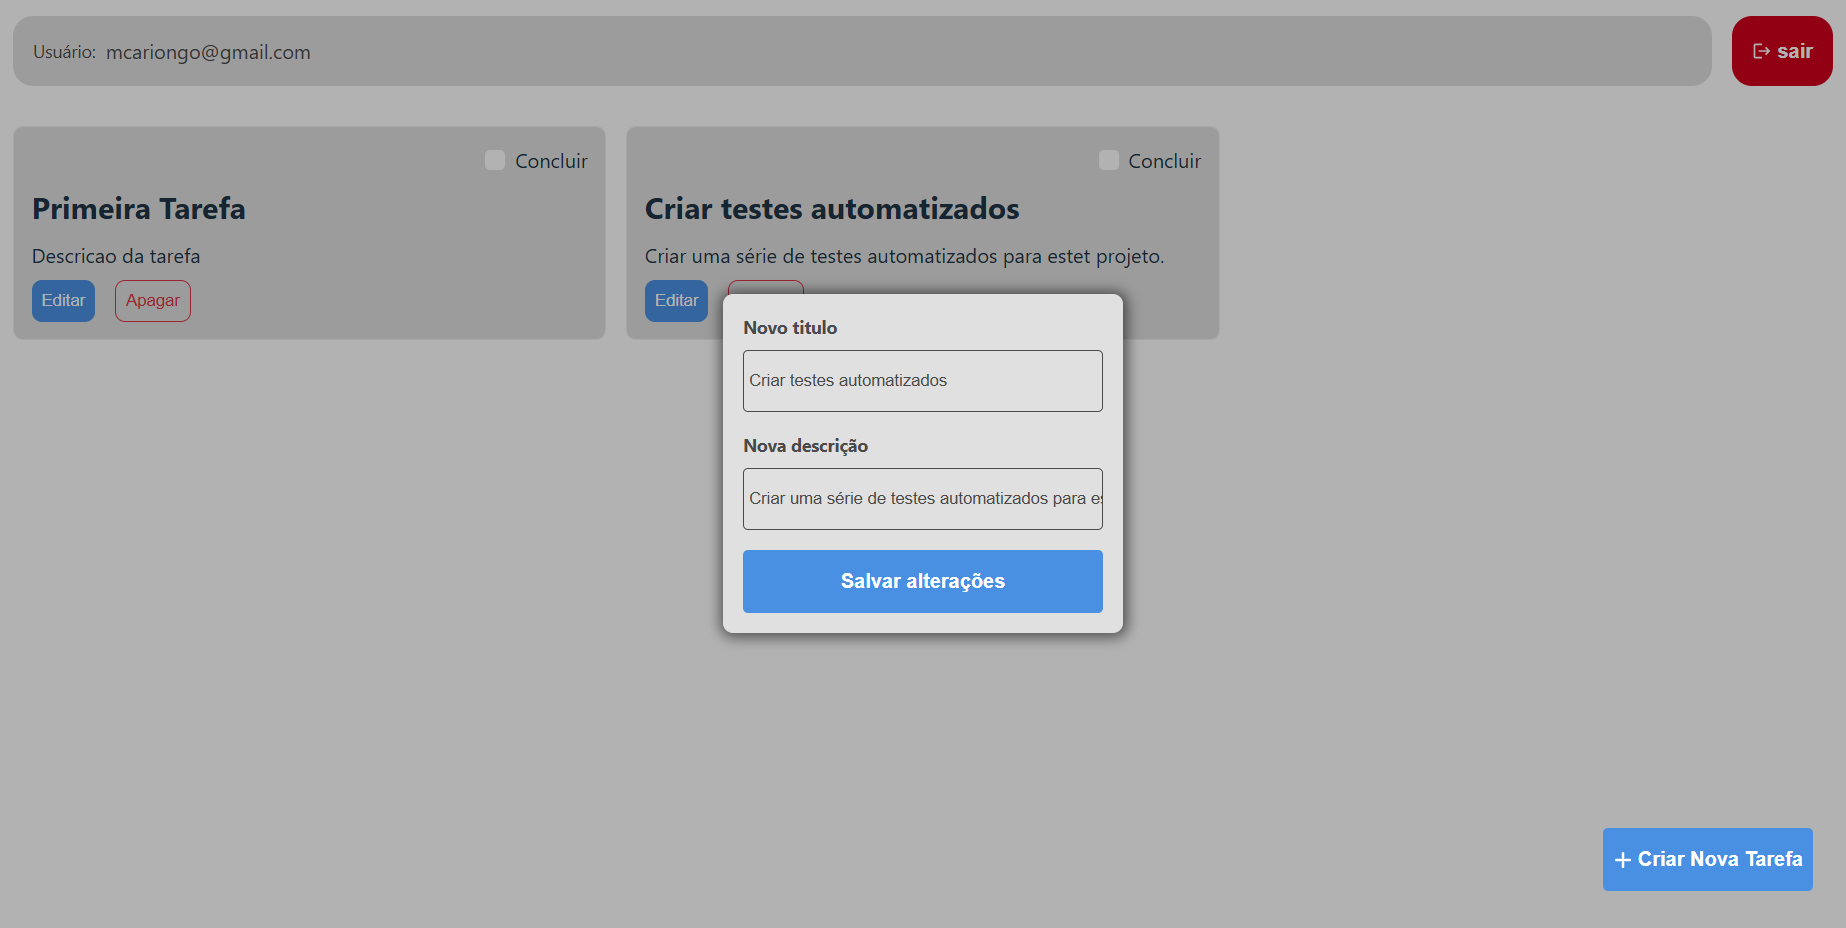 Usuário: mcariongo@gmail.com
sair
Concluir
Primeira Tarefa
Descricao da tarefa
Editar
Apagar
Concluir
Criar testes automatizados
Criar uma série de testes automatizados para estet projeto.
Editar
Novo titulo
Criar testes automatizados
Nova descrição
Criar uma série de testes automatizados para es
Salvar alterações
+ Criar Nova Tarefa